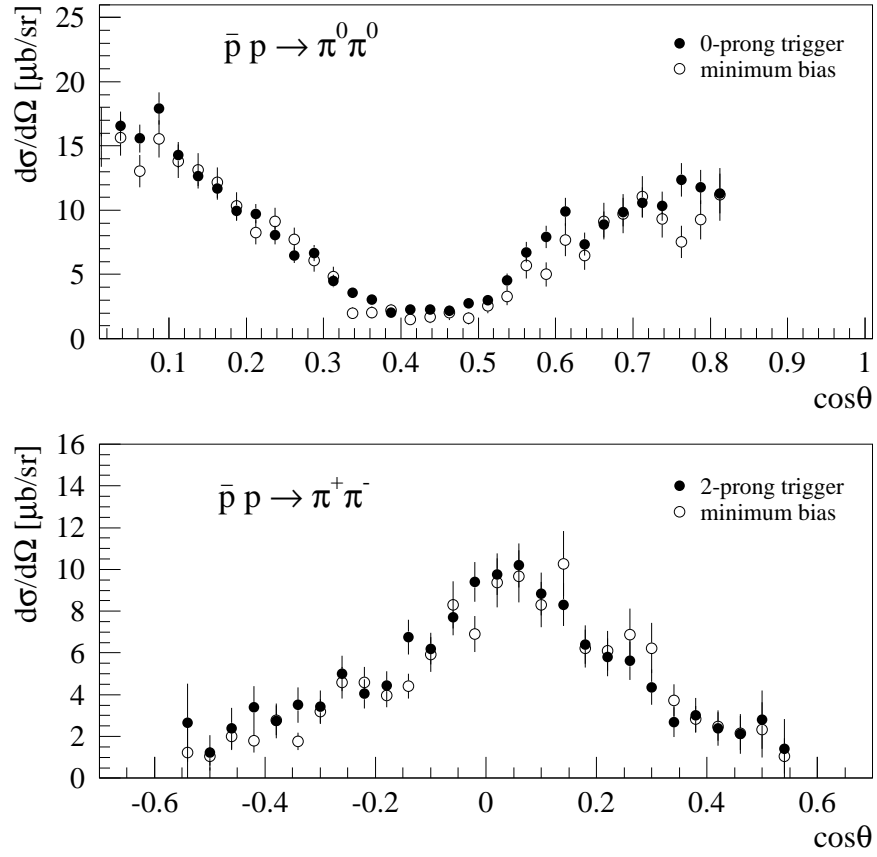 dσ/dΩ [μb/sr]
p̄ p → π⁰π⁰
0-prong trigger
minimum bias
25
20
15
10
5
0
0.1 0.2 0.3 0.4 0.5 0.6 0.7 0.8 0.9 1
cosθ
dσ/dΩ [μb/sr]
p̄ p → π⁺π⁻
2-prong trigger
minimum bias
16
14
12
10
8
6
4
2
0
-0.6 -0.4 -0.2 0 0.2 0.4 0.6
cosθ